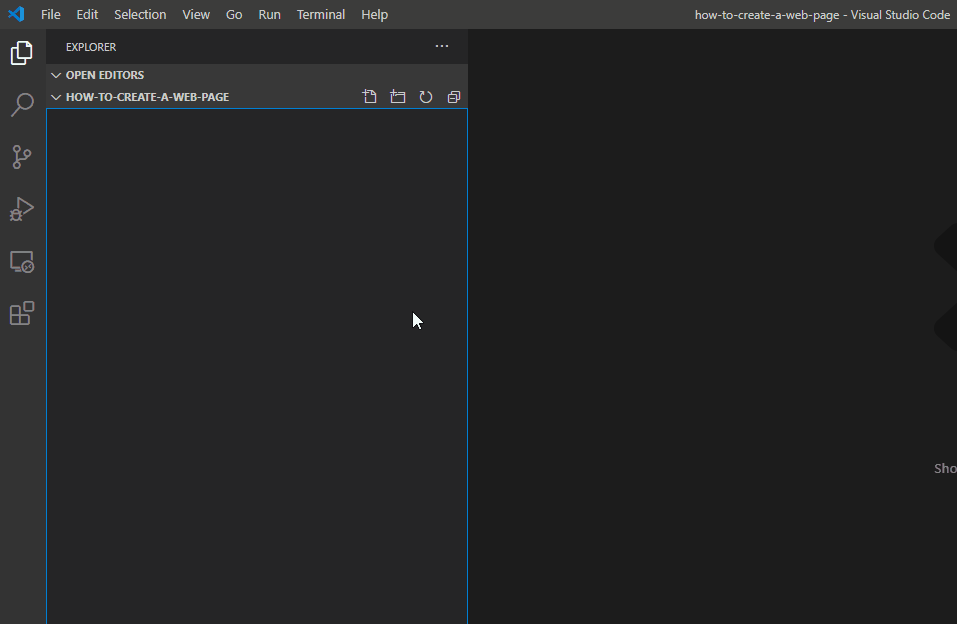 File Edit Selection View Go Run Terminal Help how-to-create-a-web-page - Visual Studio Code
EXPLORER
OPEN EDITORS
HOW-TO-CREATE-A-WEB-PAGE
Sho